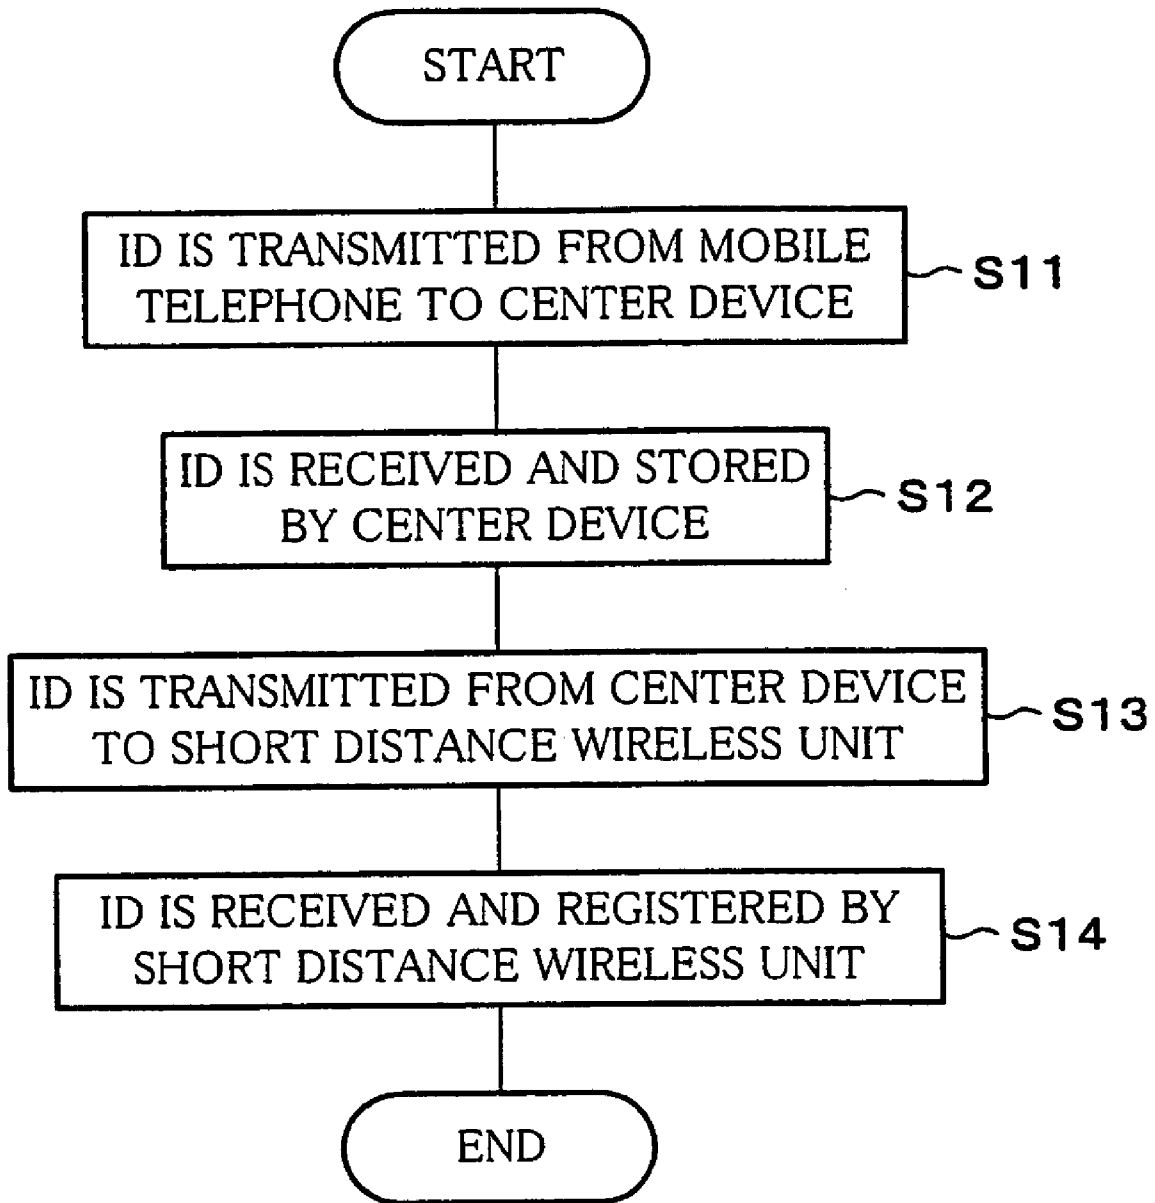 START
ID IS TRANSMITTED FROM MOBILE
TELEPHONE TO CENTER DEVICE
S11
ID IS RECEIVED AND STORED
BY CENTER DEVICE
S12
ID IS TRANSMITTED FROM CENTER DEVICE
TO SHORT DISTANCE WIRELESS UNIT
S13
ID IS RECEIVED AND REGISTERED BY
SHORT DISTANCE WIRELESS UNIT
S14
END